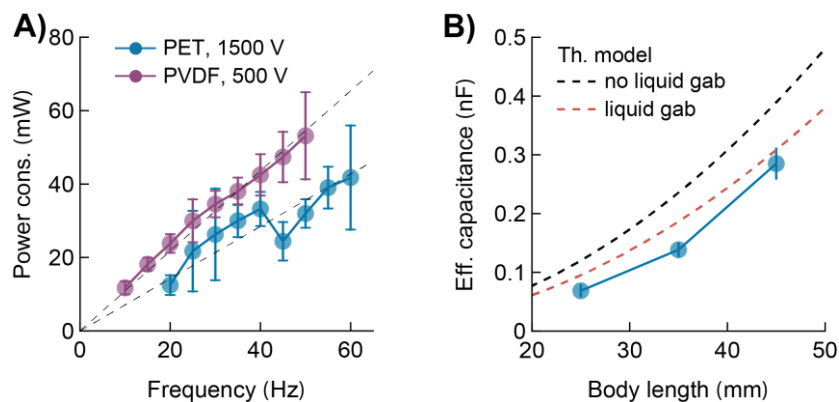 A)
PET, 1500 V
PVDF, 500 V
Power cons. (mW)
80
60
40
20
0
0 20 40 60
Frequency (Hz)
B)
Th. model
no liquid gab
liquid gab
Eff. capacitance (nF)
0.5
0.4
0.3
0.2
0.1
0
20 30 40 50
Body length (mm)